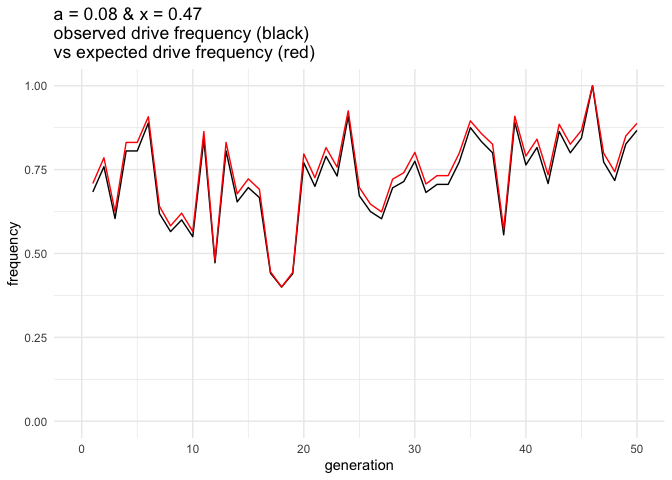 a = 0.08 & x = 0.47
observed drive frequency (black)
vs expected drive frequency (red)
1.00
0.75
0.50
0.25
0.00
frequency
0 10 20 30 40 50
generation